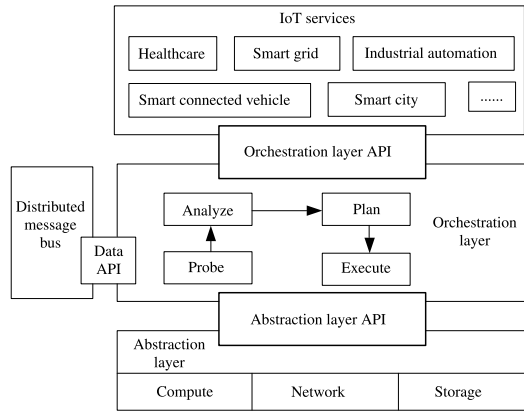 IoT services
Healthcare
Smart grid
Industrial automation
Smart connected vehicle
Smart city
......
Orchestration layer API
Distributed
message
bus
Data
API
Analyze
Plan
Probe
Execute
Orchestration
layer
Abstraction layer API
Abstraction
layer
Compute
Network
Storage